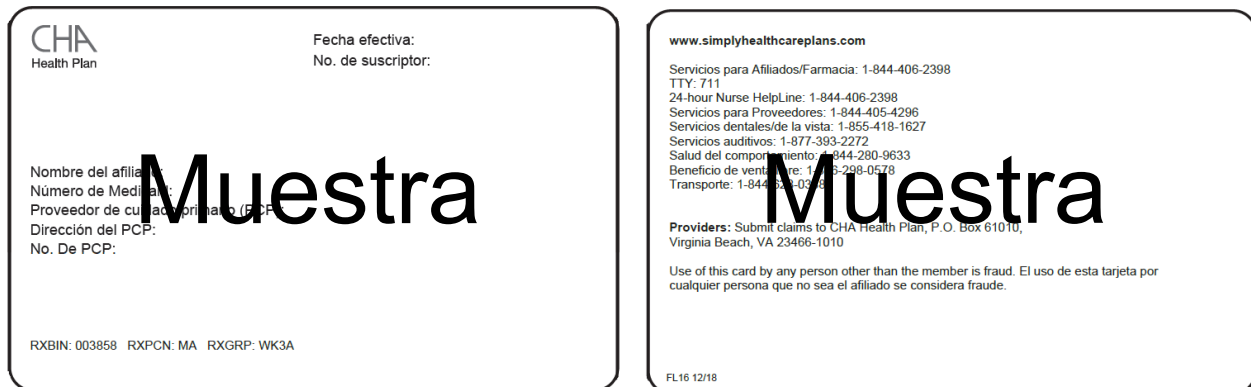 CHA
Health Plan
Fecha efectiva:
No. de suscriptor:
Nombre del afiliado:
Número de Medicaid:
Proveedor de cuidado primario (PCP):
Dirección del PCP:
No. De PCP:
Muestra
RXBIN: 003858 RXPCN: MA RXGRP: WK3A
www.simplyhealthcareplans.com
Servicios para Afiliados/Farmacia: 1-844-406-2398
TTY: 711
24-hour Nurse HelpLine: 1-844-406-2398
Servicios para Proveedores: 1-844-405-4296
Servicios dentales/de la vista: 1-855-418-1627
Servicios auditivos: 1-877-393-2272
Salud del comportamiento: 1-844-280-9633
Beneficio de venta libre:
Transporte:
Muestra
Providers: Submit claims to CHA Health Plan, P.O. Box 61010,
Virginia Beach, VA 23466-1010
Use of this card by any person other than the member is fraud. El uso de esta tarjeta por
cualquier persona que no sea el afiliado se considera fraude.
FL16 12/18